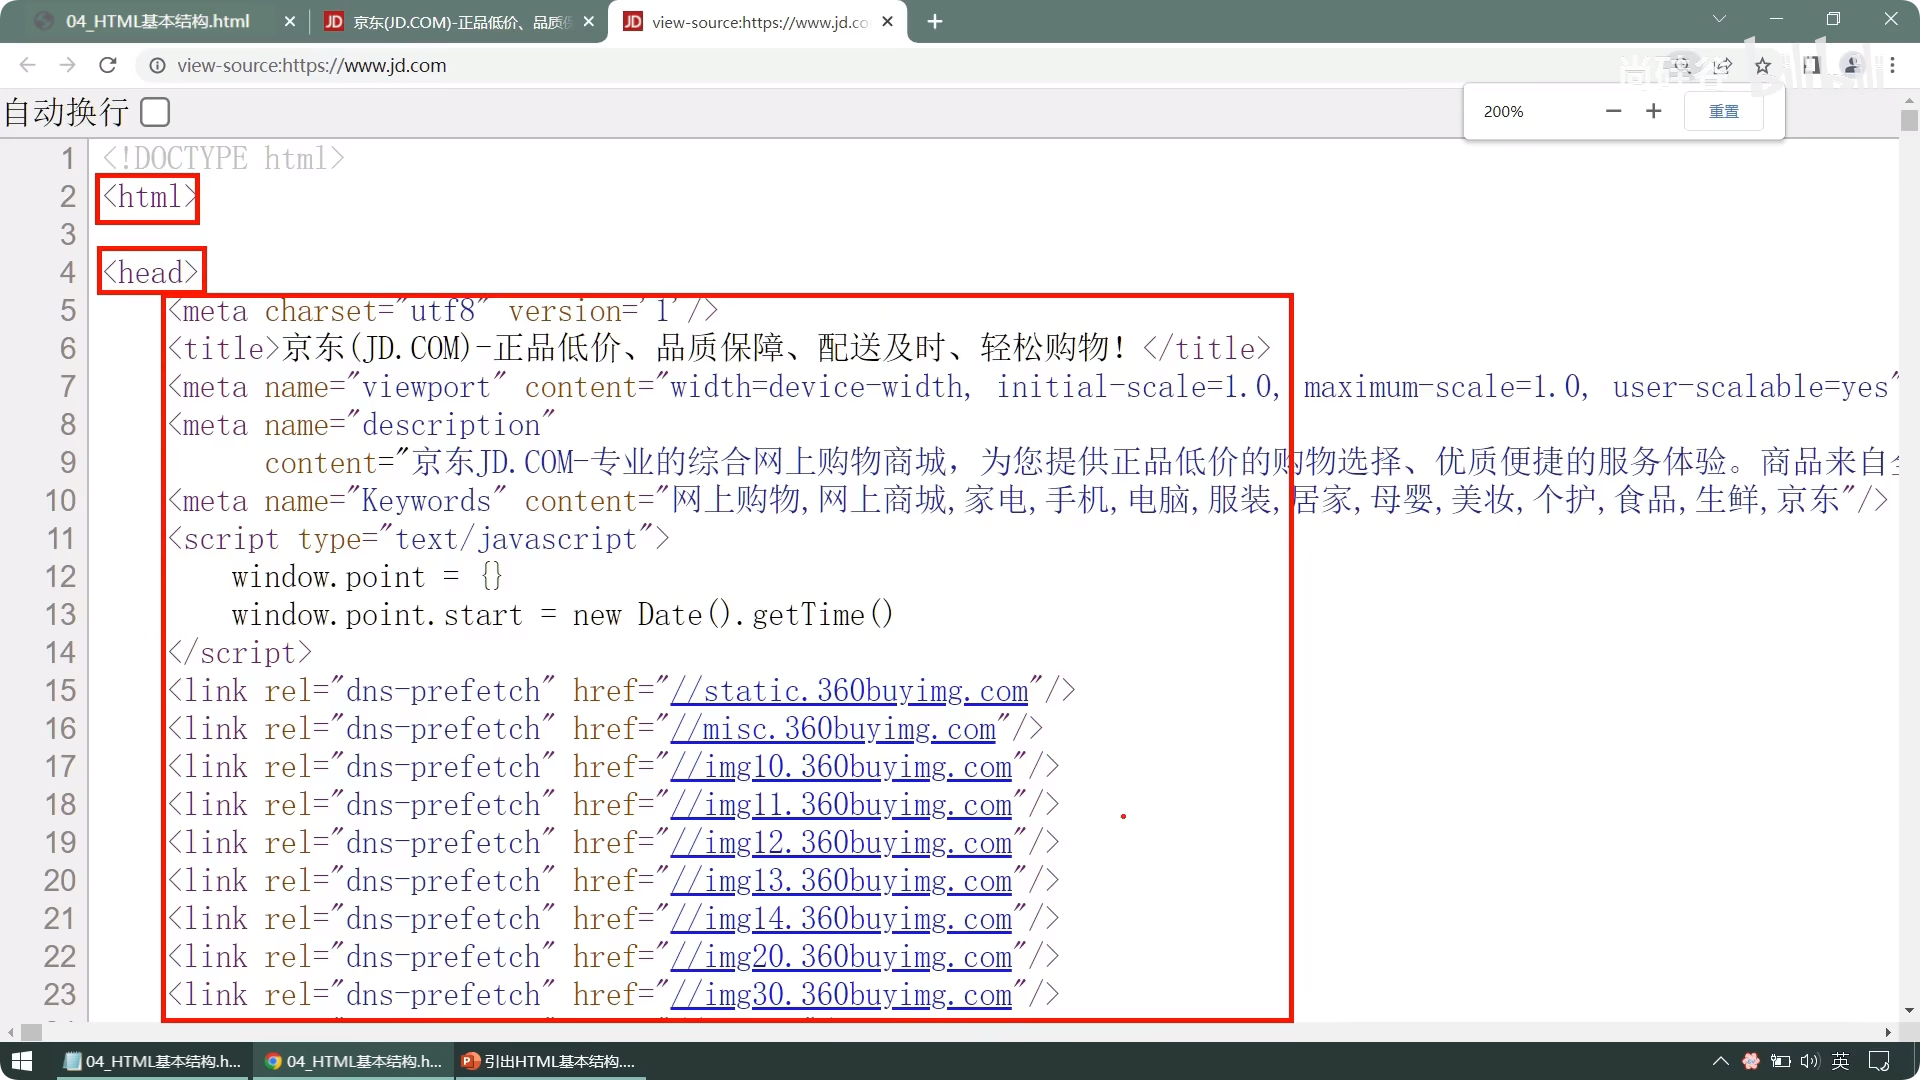 04_HTML基本结构.html
京东(JD.COM)-正品低价、品质
view-source:https://www.jd.co
view-source:https://www.jd.com
尚硅谷 bilibili
自动换行
200%
重置
1 <!DOCTYPE html>
2 <html>
3
4 <head>
5 <meta charset="utf8" version='1'/>
6 <title>京东(JD.COM)-正品低价、品质保障、配送及时、轻松购物！</title>
7 <meta name="viewport" content="width=device-width, initial-scale=1.0, maximum-scale=1.0, user-scalable=yes"
8 <meta name="description"
9 content="京东JD.COM-专业的综合网上购物商城，为您提供正品低价的购物选择、优质便捷的服务体验。商品来自
10 <meta name="Keywords" content="网上购物,网上商城,家电,手机,电脑,服装,居家,母婴,美妆,个护,食品,生鲜,京东"/>
11 <script type="text/javascript">
12 window.point = {}
13 window.point.start = new Date().getTime()
14 </script>
15 <link rel="dns-prefetch" href="//static.360buyimg.com"/>
16 <link rel="dns-prefetch" href="//misc.360buyimg.com"/>
17 <link rel="dns-prefetch" href="//img10.360buyimg.com"/>
18 <link rel="dns-prefetch" href="//img11.360buyimg.com"/>
19 <link rel="dns-prefetch" href="//img12.360buyimg.com"/>
20 <link rel="dns-prefetch" href="//img13.360buyimg.com"/>
21 <link rel="dns-prefetch" href="//img14.360buyimg.com"/>
22 <link rel="dns-prefetch" href="//img20.360buyimg.com"/>
23 <link rel="dns-prefetch" href="//img30.360buyimg.com"/>
04_HTML基本结构.h...
04_HTML基本结构.h...
引出HTML基本结构....
英